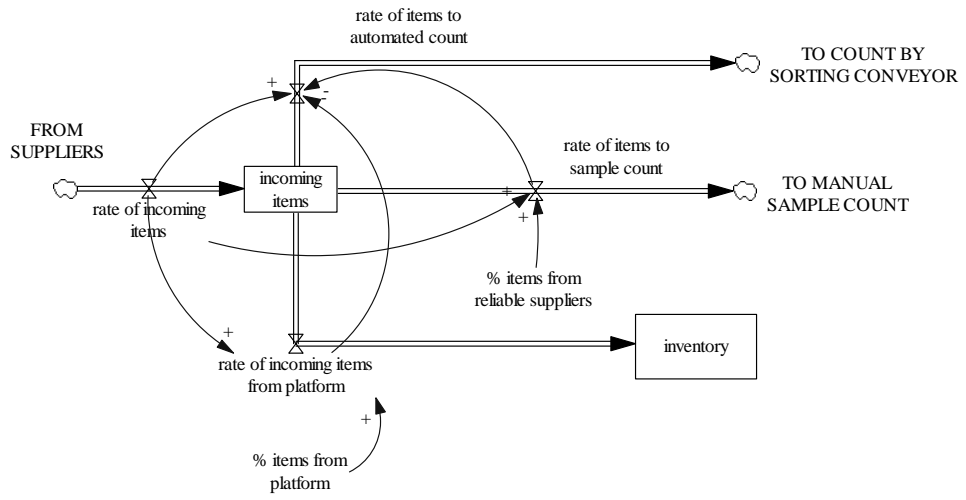 rate of items to
automated count
TO COUNT BY
SORTING CONVEYOR
+
-
-
FROM
SUPPLIERS
rate of items to
sample count
incoming
items
+
TO MANUAL
SAMPLE COUNT
rate of incoming
items
+
% items from
reliable suppliers
+
inventory
rate of incoming items
from platform
+
% items from
platform